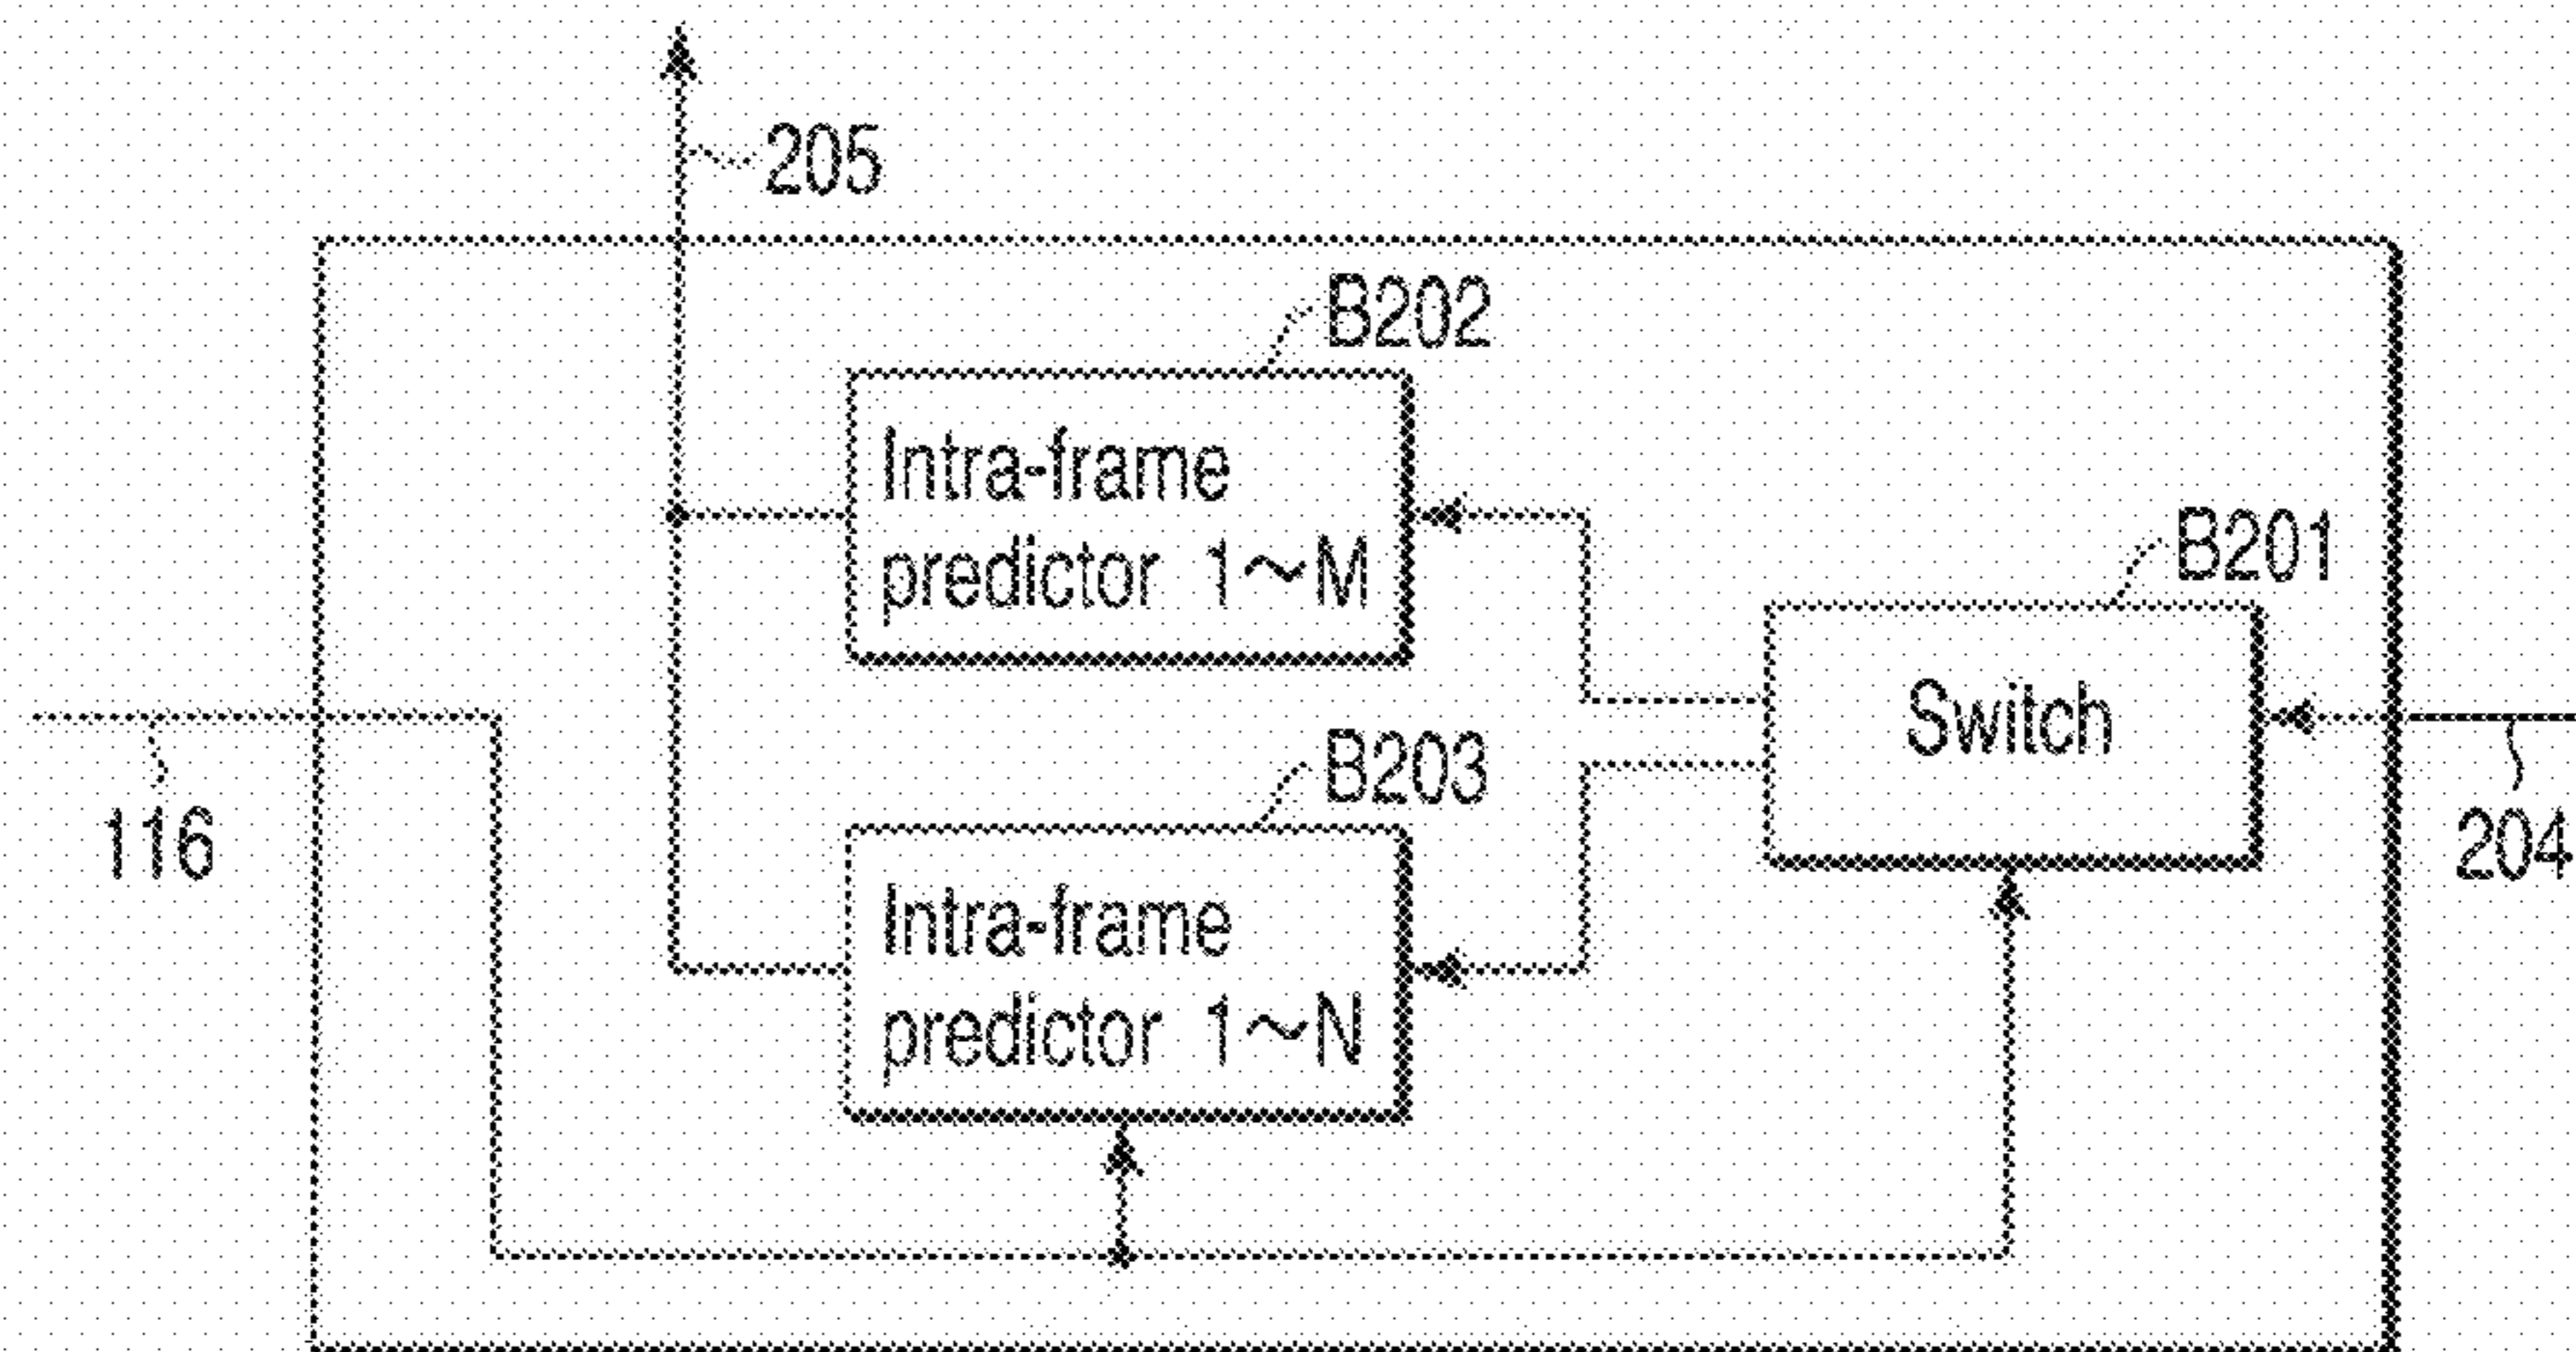 205
B202
Intra-frame
predictor 1~M
B201
Switch
B203
116
204
Intra-frame
predictor 1~N